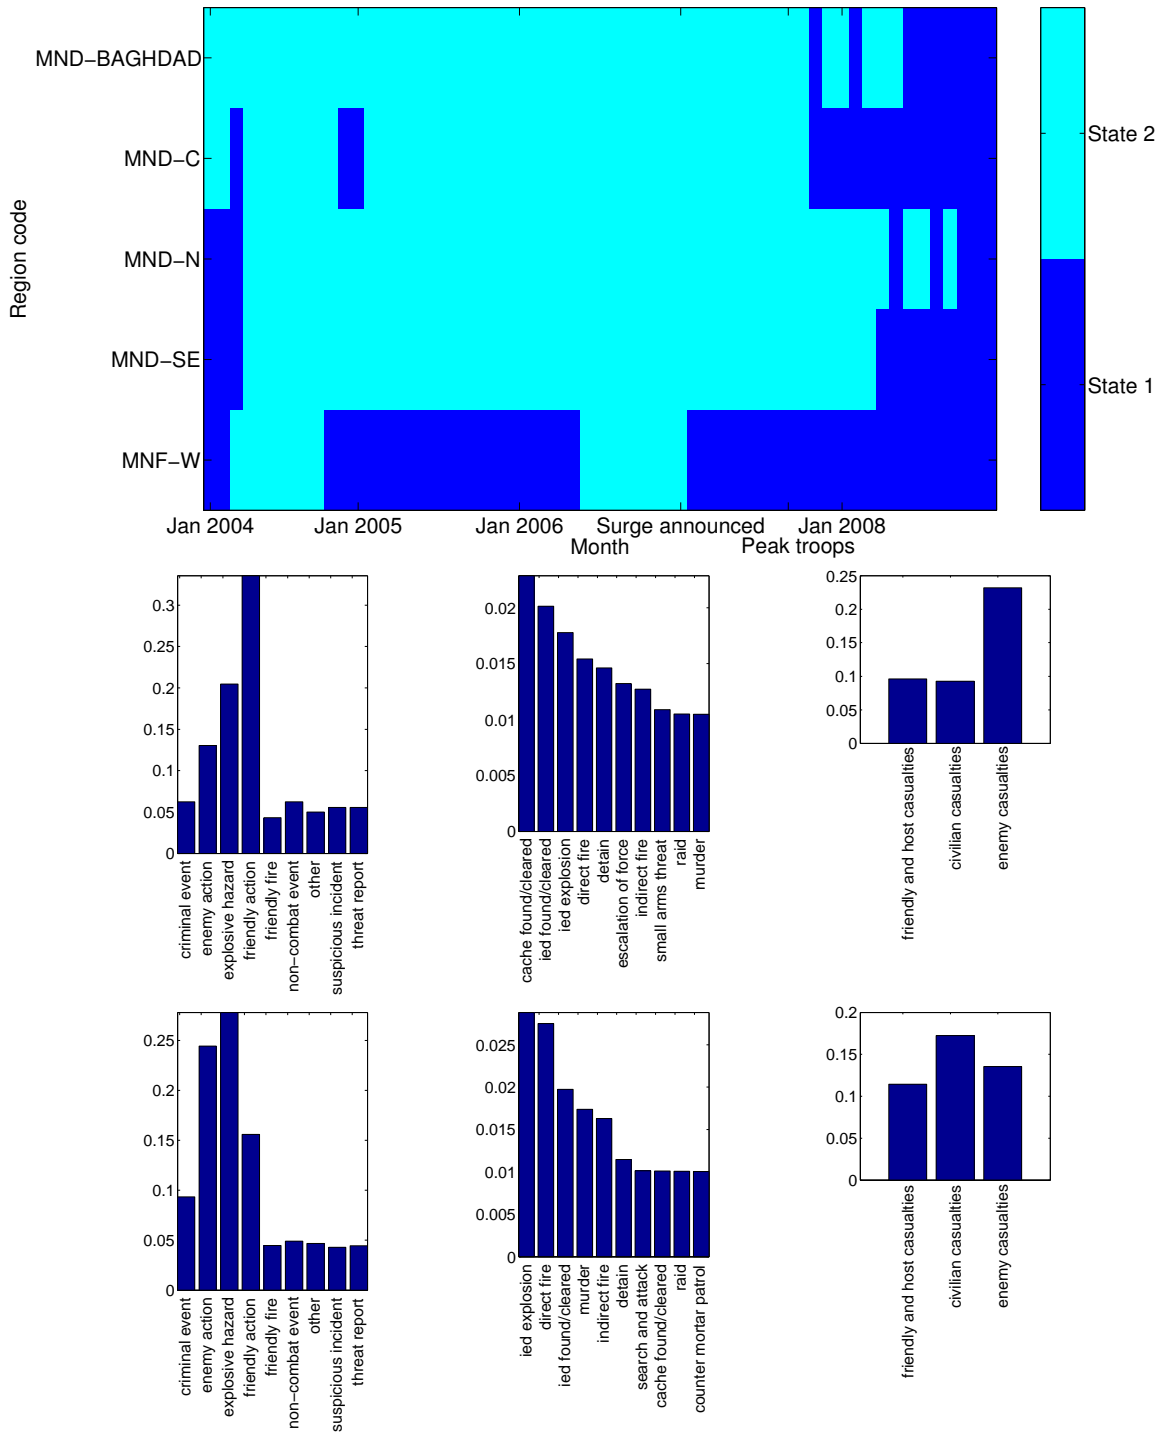 MND−BAGHDAD
MND−C
MND−N
MND−SE
MNF−W
Region code
State 2
State 1
Jan 2004
Jan 2005
Jan 2006
Surge announced
Jan 2008
Month
Peak troops
0.3
0.25
0.2
0.15
0.1
0.05
0
criminal event
enemy action
explosive hazard
friendly action
friendly fire
non−combat event
other
suspicious incident
threat report
0.02
0.015
0.01
0.005
0
cache found/cleared
ied found/cleared
ied explosion
direct fire
detain
escalation of force
indirect fire
small arms threat
raid
murder
0.25
0.2
0.15
0.1
0.05
0
friendly and host casualties
civilian casualties
enemy casualties
0.25
0.2
0.15
0.1
0.05
0
criminal event
enemy action
explosive hazard
friendly action
friendly fire
non−combat event
other
suspicious incident
threat report
0.025
0.02
0.015
0.01
0.005
0
ied explosion
direct fire
ied found/cleared
murder
indirect fire
detain
search and attack
cache found/cleared
raid
counter mortar patrol
0.2
0.15
0.1
0.05
0
friendly and host casualties
civilian casualties
enemy casualties